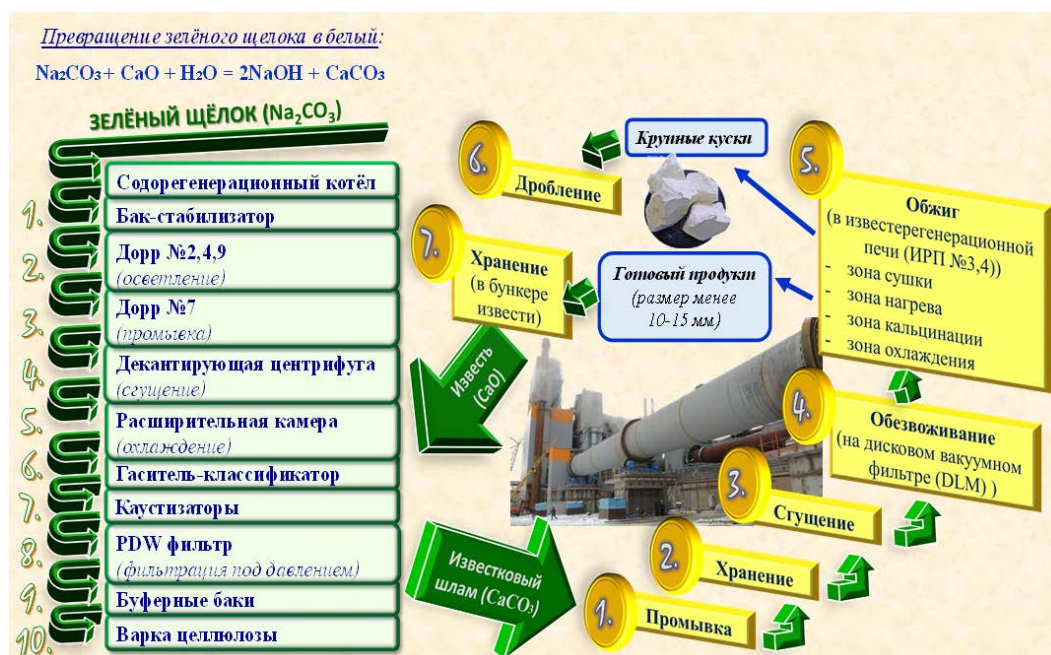 Превращение зелёного щелока в белый:
Na₂CO₃ + CaO + H₂O = 2NaOH + CaCO₃
ЗЕЛЁНЫЙ ЩЁЛОК (Na₂CO₃)
Содорегенерационный котёл
1. Бак-стабилизатор
2. Дорр №2,4,9
(осветление)
3. Дорр №7
(промывка)
4. Декантирующая центрифуга
(сгущение)
5. Расширительная камера
(охлаждение)
6. Гаситель-классификатор
7. Каустизаторы
8. PDW фильтр
(фильтрация под давлением)
9. Буферные баки
10. Варка целлюлозы
Известковый
шлам (CaCO₃)
1. Промывка
2. Хранение
3. Сгущение
4. Обезвоживание
(на дисковом вакуумном
фильтре (DLM) )
5. Обжиг
(в известерегенерационной
печи (ИРП №3,4))
- зона сушки
- зона нагрева
- зона кальцинации
- зона охлаждения
Крупные куски
6. Дробление
Готовый продукт
(размер менее
10-15 мм)
7. Хранение
(в бункере
извести)
Известь
(CaO)